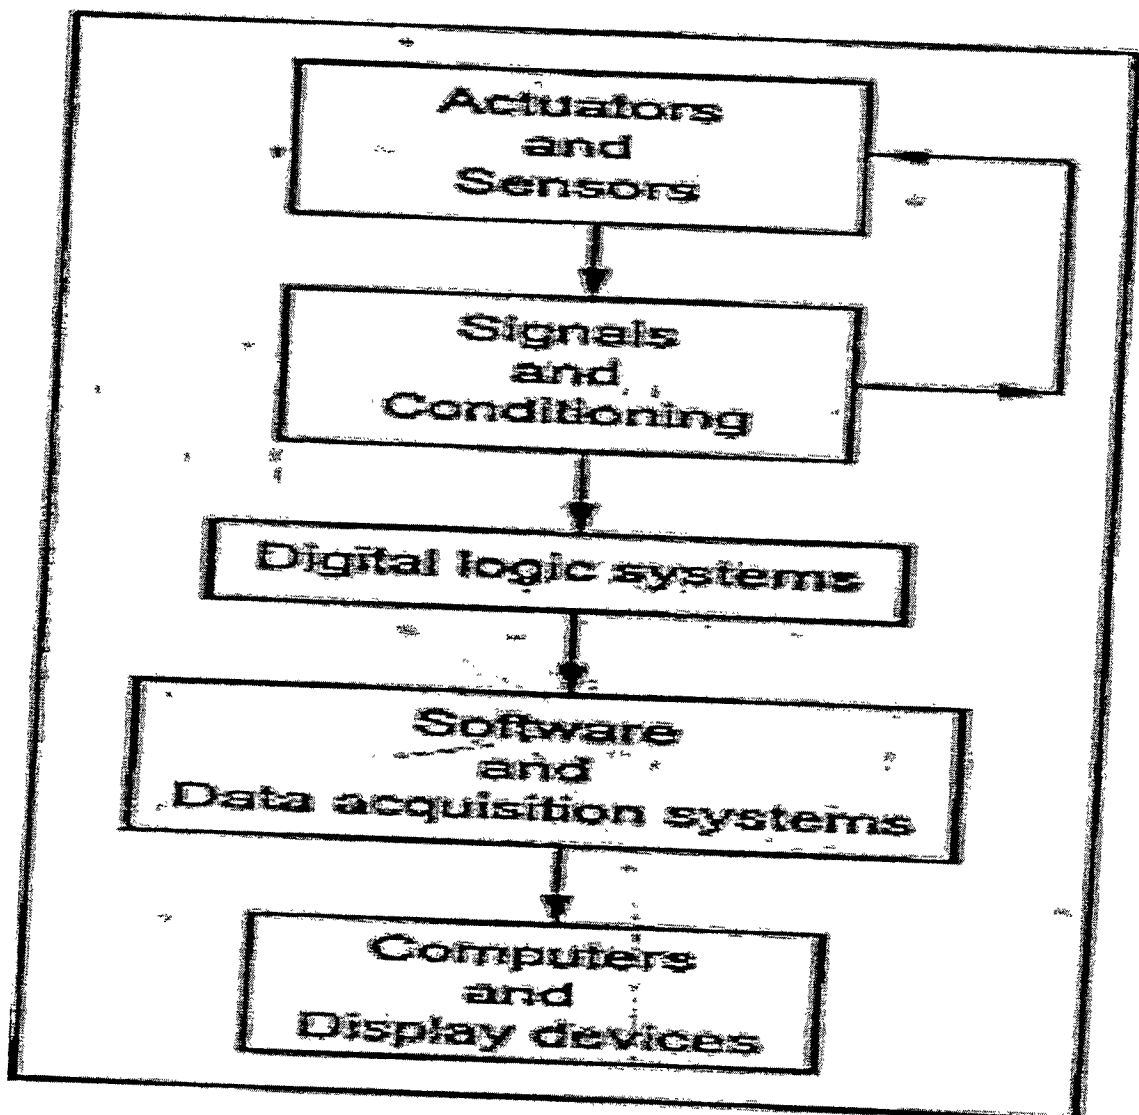 Actuators
and
Sensors
Signals
and
Conditioning
Digital logic systems
Software
and
Data acquisition systems
Computers
and
Display devices